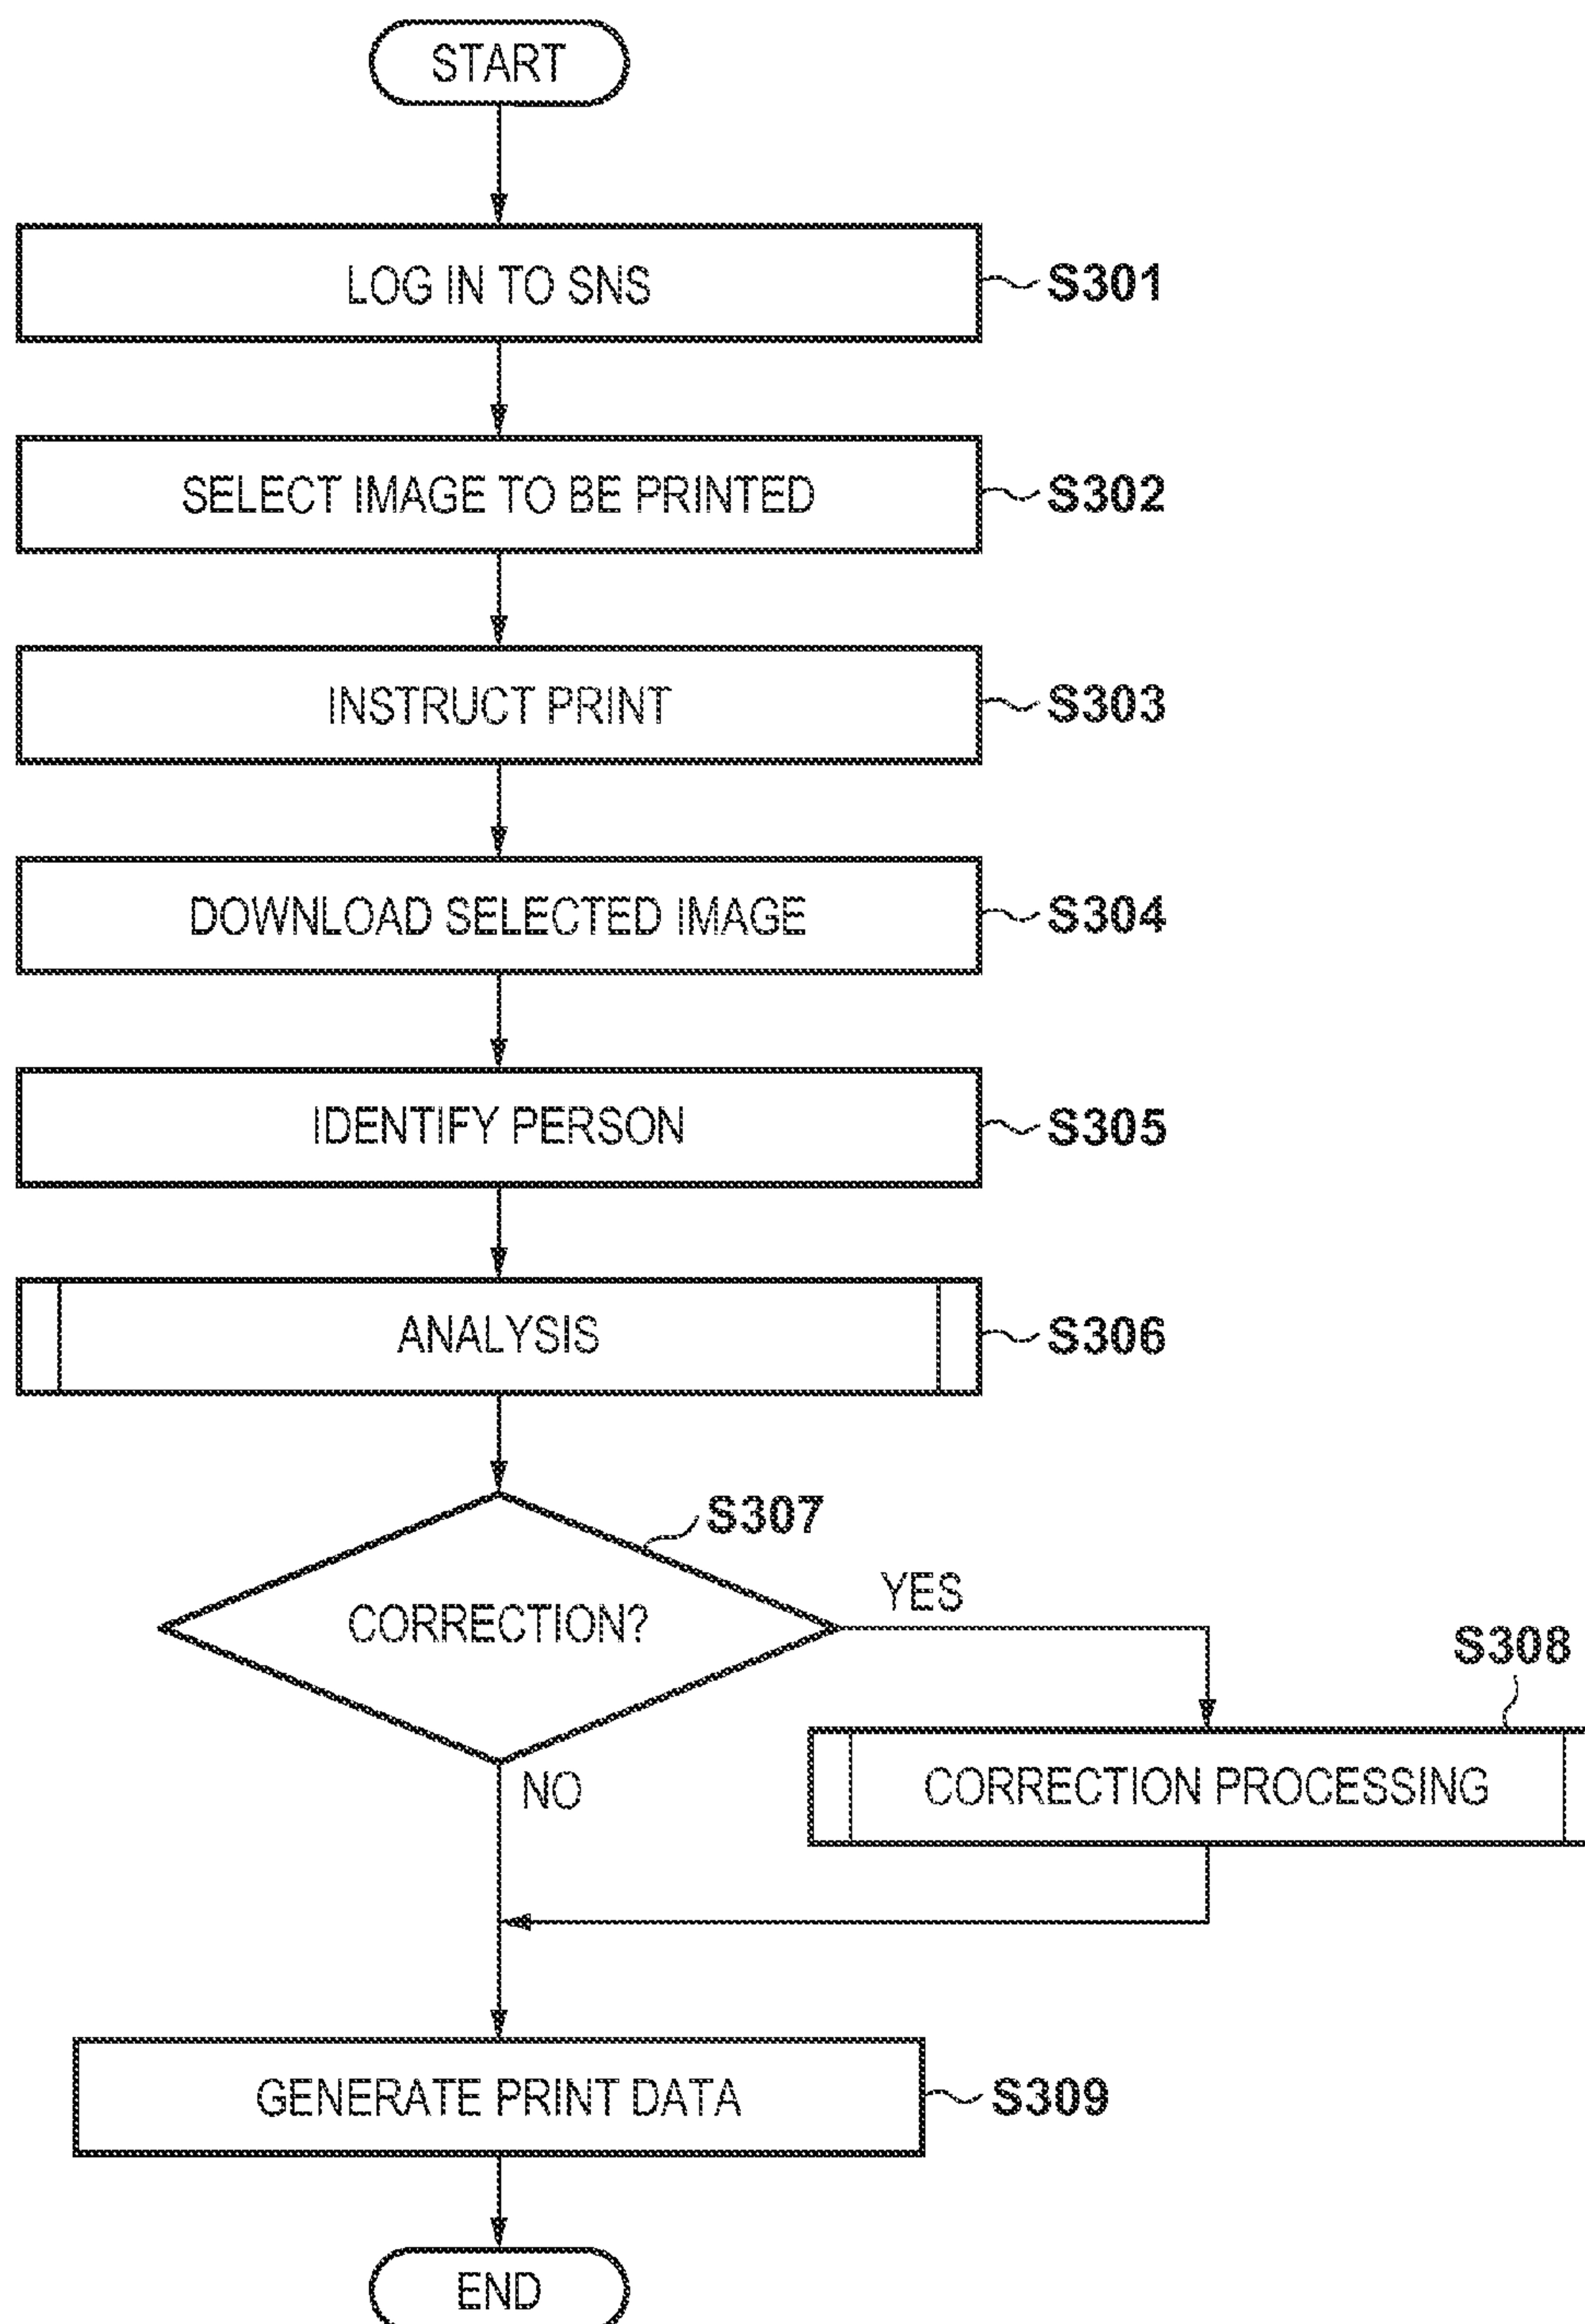 START
LOG IN TO SNS
S301
SELECT IMAGE TO BE PRINTED
S302
INSTRUCT PRINT
S303
DOWNLOAD SELECTED IMAGE
S304
IDENTIFY PERSON
S305
ANALYSIS
S306
S307
CORRECTION?
YES
S308
CORRECTION PROCESSING
NO
GENERATE PRINT DATA
S309
END